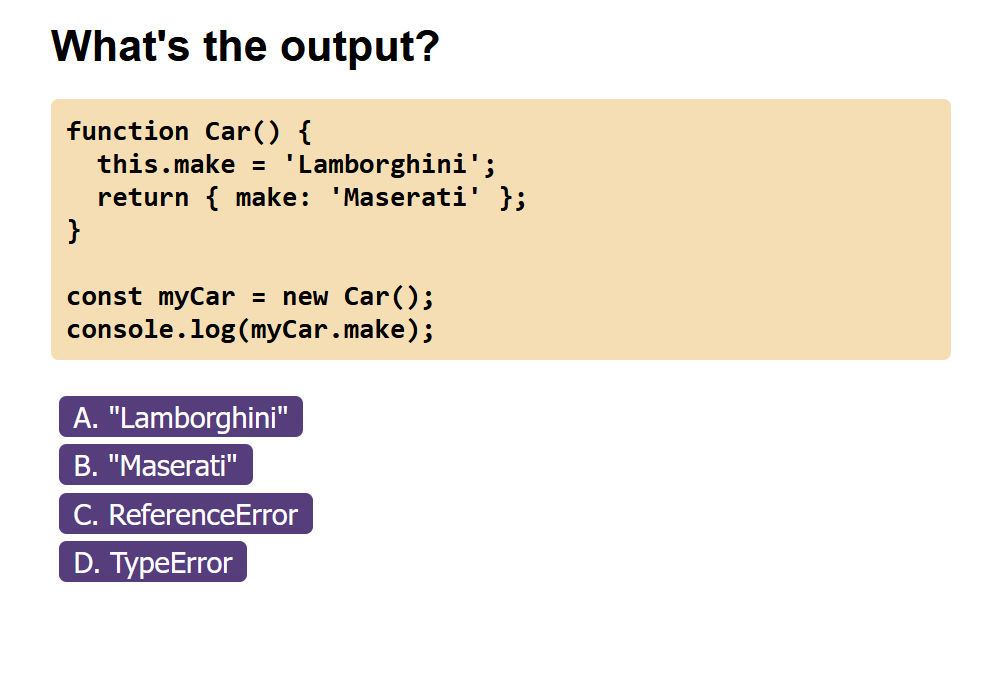 What's the output?
function Car() {
  this.make = 'Lamborghini';
  return { make: 'Maserati' };
}
const myCar = new Car();
console.log(myCar.make);
A. "Lamborghini"
B. "Maserati"
C. ReferenceError
D. TypeError